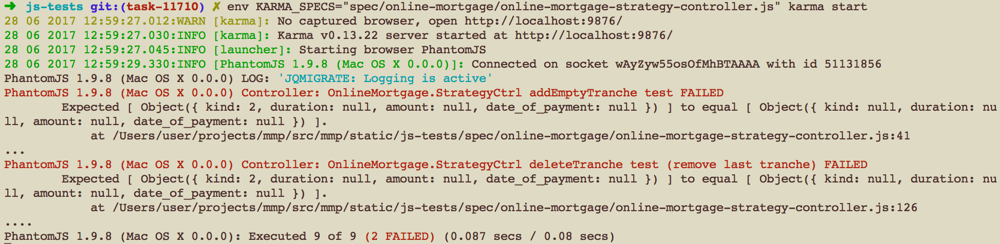 ➜ js-tests git:(task-11710) ✗ env KARMA_SPECS="spec/online-mortgage/online-mortgage-strategy-controller.js" karma start
28 06 2017 12:59:27.012:WARN [karma]: No captured browser, open http://localhost:9876/
28 06 2017 12:59:27.030:INFO [karma]: Karma v0.13.22 server started at http://localhost:9876/
28 06 2017 12:59:27.045:INFO [launcher]: Starting browser PhantomJS
28 06 2017 12:59:29.330:INFO [PhantomJS 1.9.8 (Mac OS X 0.0.0)]: Connected on socket wAyZyw55osOfMhBTAAAA with id 51131856
PhantomJS 1.9.8 (Mac OS X 0.0.0) LOG: 'JQMIGRATE: Logging is active'
PhantomJS 1.9.8 (Mac OS X 0.0.0) Controller: OnlineMortgage.StrategyCtrl addEmptyTranche test FAILED
Expected [ Object({ kind: 2, duration: null, amount: null, date_of_payment: null }) ] to equal [ Object({ kind: null, duration: nu
ll, amount: null, date_of_payment: null }) ].
at /Users/user/projects/mmp/src/mmp/static/js-tests/spec/online-mortgage/online-mortgage-strategy-controller.js:41
...
PhantomJS 1.9.8 (Mac OS X 0.0.0) Controller: OnlineMortgage.StrategyCtrl deleteTranche test (remove last tranche) FAILED
Expected [ Object({ kind: 2, duration: null, amount: null, date_of_payment: null }) ] to equal [ Object({ kind: null, duration: nu
ll, amount: null, date_of_payment: null }) ].
at /Users/user/projects/mmp/src/mmp/static/js-tests/spec/online-mortgage/online-mortgage-strategy-controller.js:126
....
PhantomJS 1.9.8 (Mac OS X 0.0.0): Executed 9 of 9 (2 FAILED) (0.087 secs / 0.08 secs)